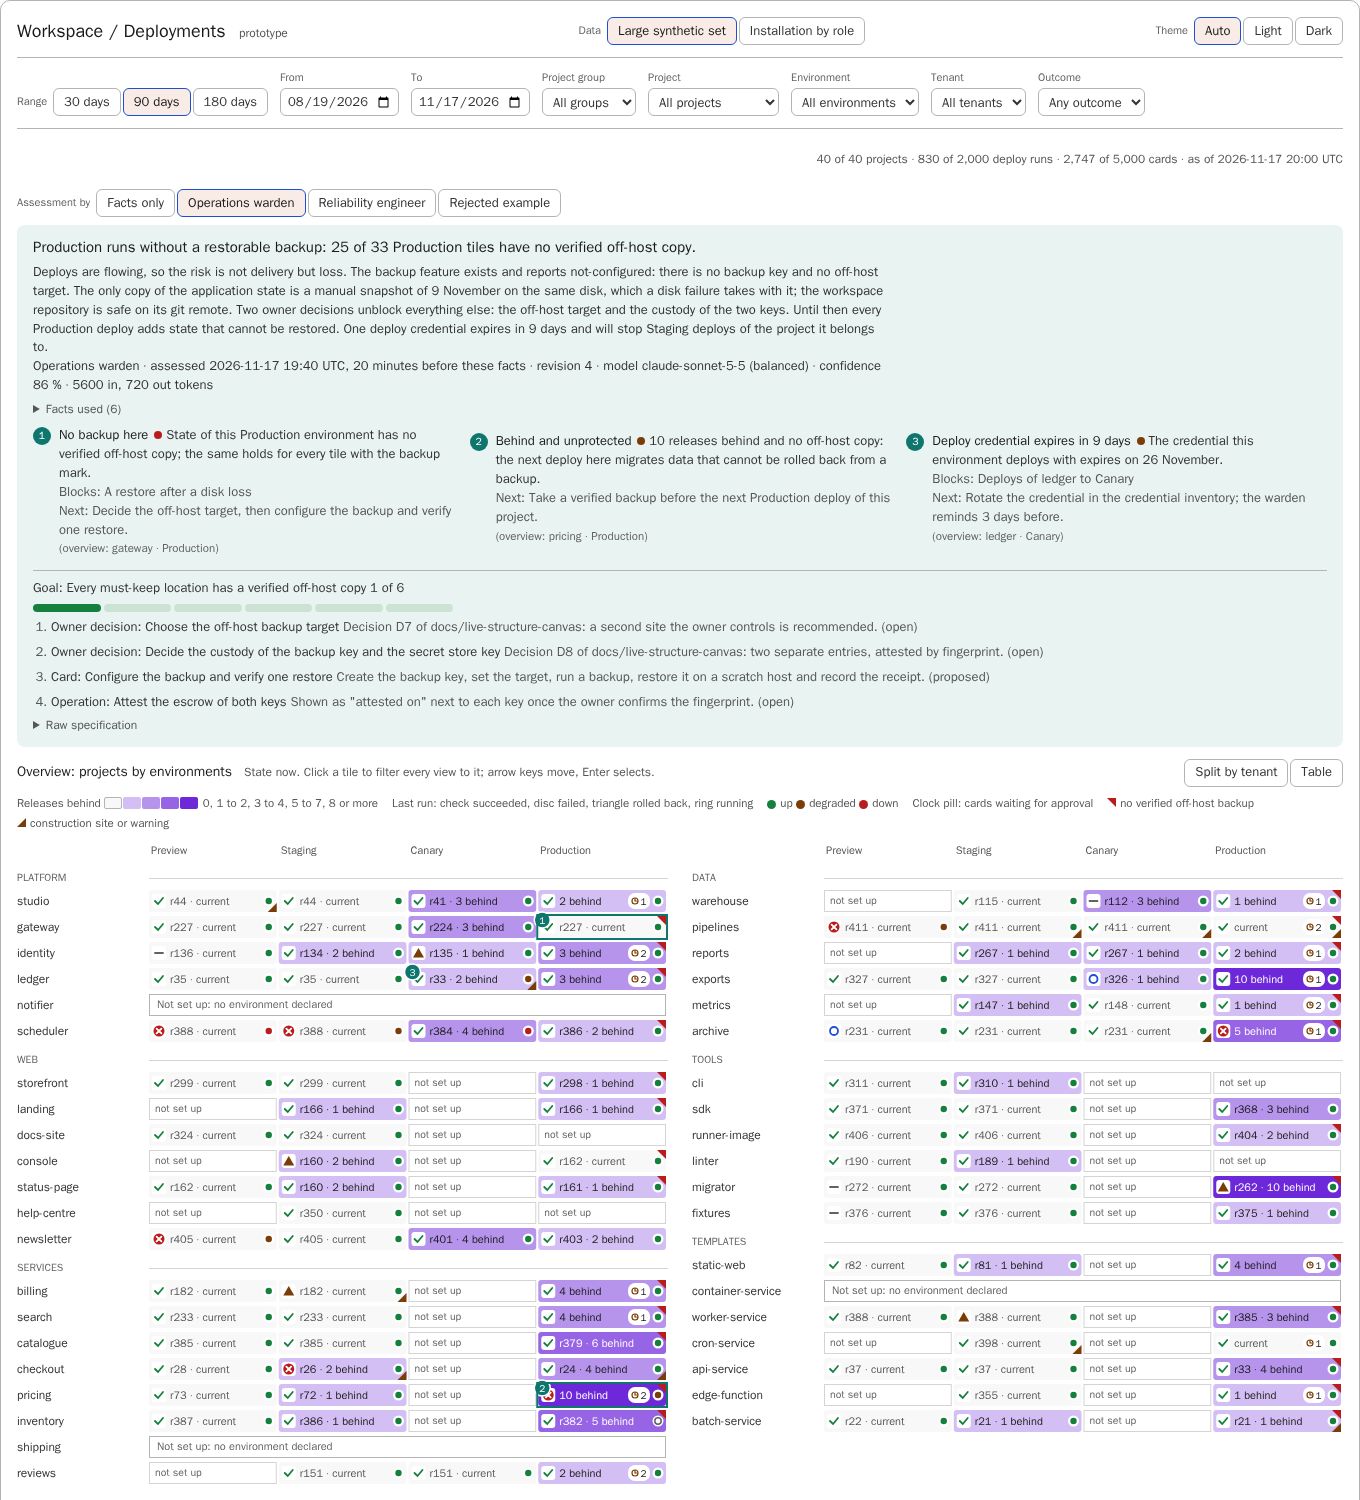 Workspace / Deployments prototype
Data Large synthetic set Installation by role
Theme Auto Light Dark
From To Project group Project Environment Tenant Outcome
Range 30 days 90 days 180 days 08/19/2026 11/17/2026 All groups All projects All environments All tenants Any outcome
40 of 40 projects · 830 of 2,000 deploy runs · 2,747 of 5,000 cards · as of 2026-11-17 20:00 UTC
Assessment by Facts only Operations warden Reliability engineer Rejected example
Production runs without a restorable backup: 25 of 33 Production tiles have no verified off-host copy.
Deploys are flowing, so the risk is not delivery but loss. The backup feature exists and reports not-configured: there is no backup key and no off-host
target. The only copy of the application state is a manual snapshot of 9 November on the same disk, which a disk failure takes with it; the workspace
repository is safe on its git remote. Two owner decisions unblock everything else: the off-host target and the custody of the two keys. Until then every
Production deploy adds state that cannot be restored. One deploy credential expires in 9 days and will stop Staging deploys of the project it belongs
to.
Operations warden · assessed 2026-11-17 19:40 UTC, 20 minutes before these facts · revision 4 · model claude-sonnet-5-5 (balanced) · confidence
86 % · 5600 in, 720 out tokens
Facts used (6)
1 No backup here State of this Production environment has no
verified off-host copy; the same holds for every tile with the backup
mark.
Blocks: A restore after a disk loss
Next: Decide the off-host target, then configure the backup and verify
one restore.
(overview: gateway · Production)
2 Behind and unprotected 10 releases behind and no off-host copy:
the next deploy here migrates data that cannot be rolled back from a
backup.
Next: Take a verified backup before the next Production deploy of this
project.
(overview: pricing · Production)
3 Deploy credential expires in 9 days The credential this
environment deploys with expires on 26 November.
Blocks: Deploys of ledger to Canary
Next: Rotate the credential in the credential inventory; the warden
reminds 3 days before.
(overview: ledger · Canary)
Goal: Every must-keep location has a verified off-host copy 1 of 6
1. Owner decision: Choose the off-host backup target Decision D7 of docs/live-structure-canvas: a second site the owner controls is recommended. (open)
2. Owner decision: Decide the custody of the backup key and the secret store key Decision D8 of docs/live-structure-canvas: two separate entries, attested by fingerprint. (open)
3. Card: Configure the backup and verify one restore Create the backup key, set the target, run a backup, restore it on a scratch host and record the receipt. (proposed)
4. Operation: Attest the escrow of both keys Shown as "attested on" next to each key once the owner confirms the fingerprint. (open)
Raw specification
Overview: projects by environments State now. Click a tile to filter every view to it; arrow keys move, Enter selects.
Split by tenant Table
Releases behind 0, 1 to 2, 3 to 4, 5 to 7, 8 or more Last run: check succeeded, disc failed, triangle rolled back, ring running up degraded down Clock pill: cards waiting for approval no verified off-host backup
construction site or warning
Preview Staging Canary Production
PLATFORM
studio r44 · current r44 · current r41 · 3 behind 2 behind 1
gateway r227 · current r227 · current r224 · 3 behind 1 r227 · current
identity r136 · current r134 · 2 behind r135 · 1 behind 3 behind 2
ledger r35 · current r35 · current 3 r33 · 2 behind 3 behind 2
notifier Not set up: no environment declared
scheduler r388 · current r388 · current r384 · 4 behind r386 · 2 behind
WEB
storefront r299 · current r299 · current not set up r298 · 1 behind
landing not set up r166 · 1 behind not set up r166 · 1 behind
docs-site r324 · current r324 · current not set up not set up
console not set up r160 · 2 behind not set up r162 · current
status-page r162 · current r160 · 2 behind not set up r161 · 1 behind
help-centre not set up r350 · current not set up not set up
newsletter r405 · current r405 · current r401 · 4 behind r403 · 2 behind
SERVICES
billing r182 · current r182 · current not set up 4 behind 1
search r233 · current r233 · current not set up 4 behind 1
catalogue r385 · current r385 · current not set up r379 · 6 behind
checkout r28 · current r26 · 2 behind not set up r24 · 4 behind
pricing r73 · current r72 · 1 behind not set up 2 10 behind 2
inventory r387 · current r386 · 1 behind not set up r382 · 5 behind
shipping Not set up: no environment declared
reviews not set up r151 · current r151 · current 2 behind 2
Preview Staging Canary Production
DATA
warehouse not set up r115 · current r112 · 3 behind 1 behind 1
pipelines r411 · current r411 · current r411 · current current 2
reports not set up r267 · 1 behind r267 · 1 behind 2 behind 1
exports r327 · current r327 · current r326 · 1 behind 10 behind 1
metrics not set up r147 · 1 behind r148 · current 1 behind 2
archive r231 · current r231 · current r231 · current 5 behind 1
TOOLS
cli r311 · current r310 · 1 behind not set up not set up
sdk r371 · current r371 · current not set up r368 · 3 behind
runner-image r406 · current r406 · current not set up r404 · 2 behind
linter r190 · current r189 · 1 behind not set up not set up
migrator r272 · current r272 · current not set up r262 · 10 behind
fixtures r376 · current r376 · current not set up r375 · 1 behind
TEMPLATES
static-web r82 · current r81 · 1 behind not set up 4 behind 1
container-service Not set up: no environment declared
worker-service r388 · current r388 · current not set up r385 · 3 behind
cron-service not set up r398 · current not set up current 1
api-service r37 · current r37 · current not set up r33 · 4 behind
edge-function not set up r355 · current not set up 1 behind 1
batch-service r22 · current r21 · 1 behind not set up r21 · 1 behind